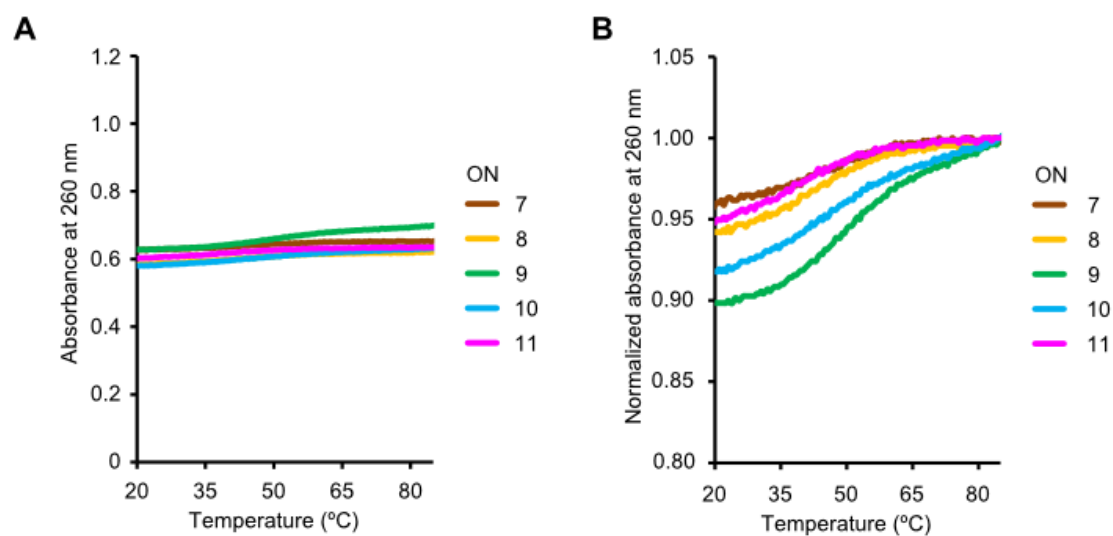 A
Absorbance at 260 nm
1.2
1.0
0.8
0.6
0.4
0.2
0
20 35 50 65 80
Temperature (ºC)
ON
7
8
9
10
11
B
Normalized absorbance at 260 nm
1.05
1.00
0.95
0.90
0.85
0.80
20 35 50 65 80
Temperature (ºC)
ON
7
8
9
10
11